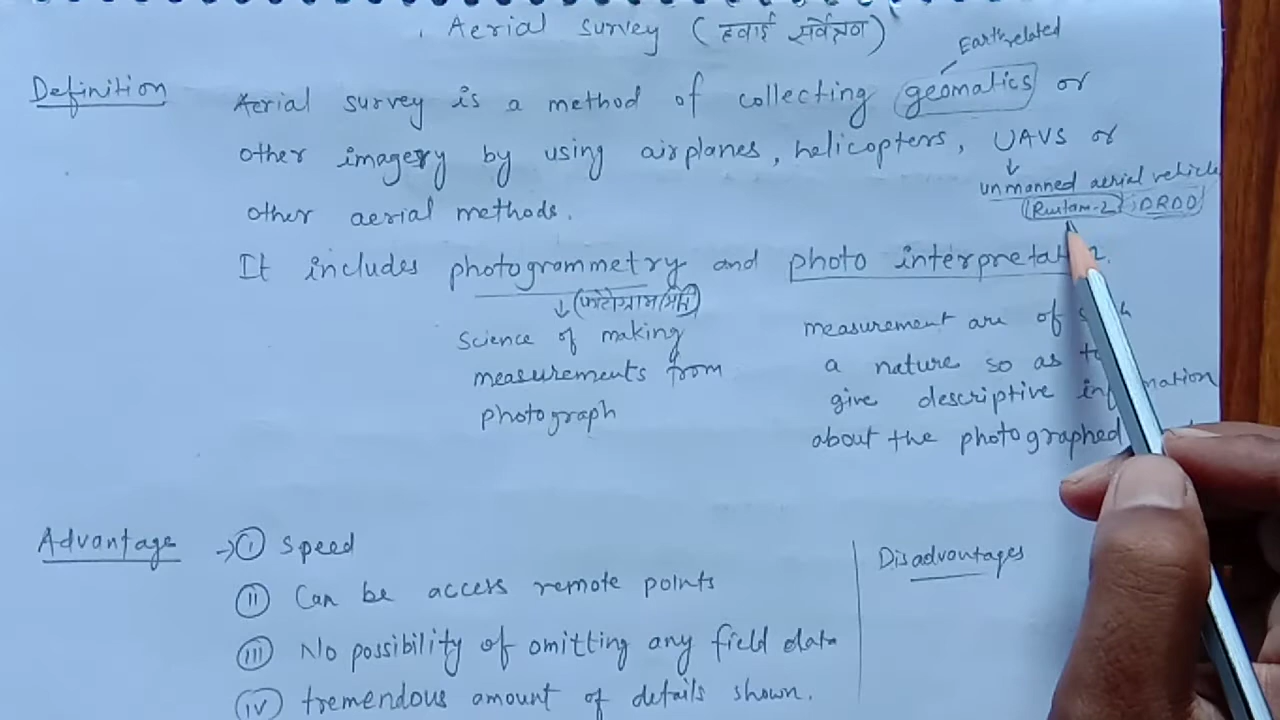 Aerial survey (हवाई सर्वेक्षण)
Earth related
Definition Aerial survey is a method of collecting geomatics or
other imagery by using airplanes, helicopters, UAVS or
unmanned aerial vehicle
other aerial methods.
(Rustom-2) : DRDO
It includes photogrammetry and photo interpretat
(फोटोग्रामिति)
Science of making
measurements from
photograph
measurement are of
a nature so as to
give descriptive information
about the photographed
Advantage → I speed
II Can be access remote points
III No possibility of omitting any field data
IV tremendous amount of details shown.
Disadvantages